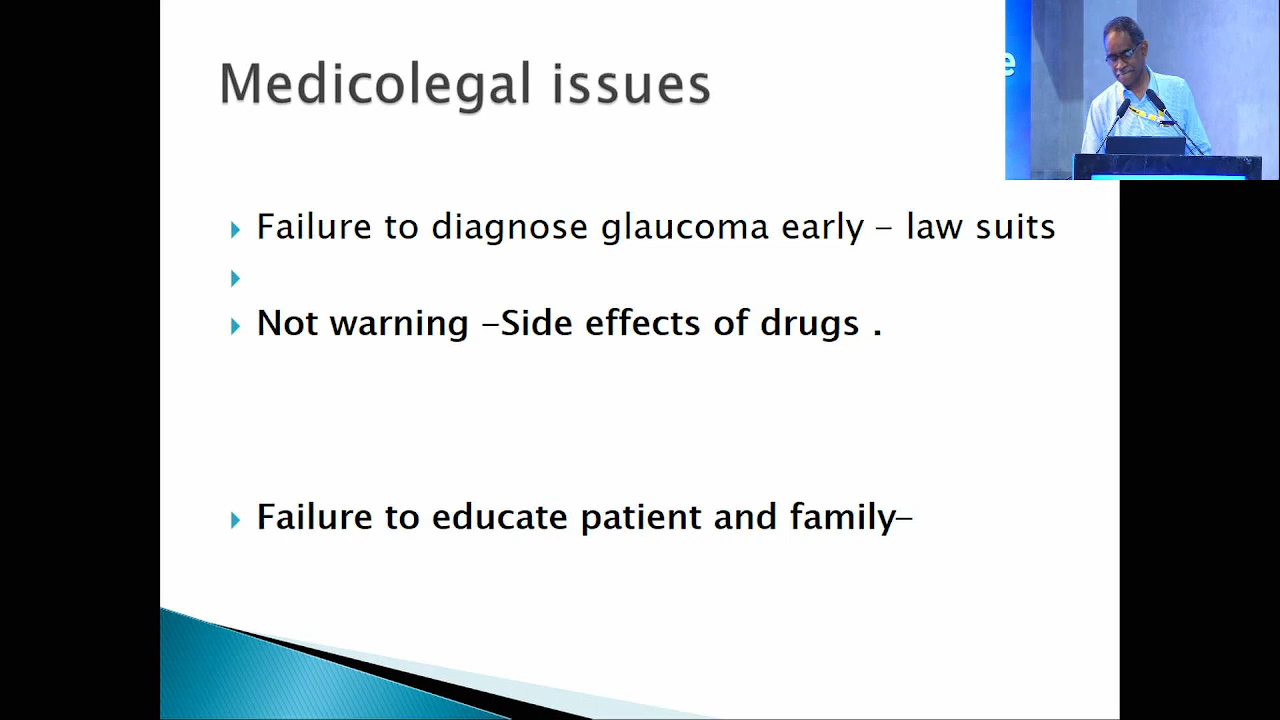 Medicolegal issues
Failure to diagnose glaucoma early – law suits
Not warning –Side effects of drugs .
Failure to educate patient and family–
e